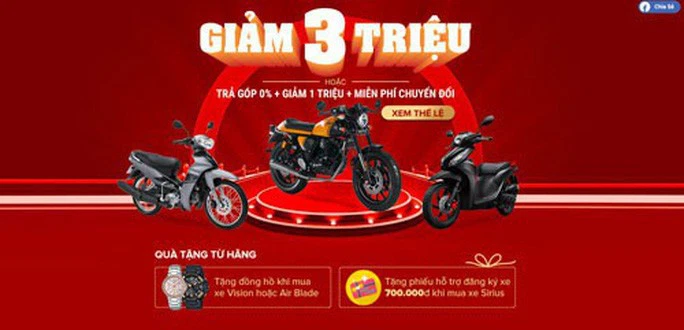 Chia Sẻ
GIẢM 3 TRIỆU
HOẶC
TRẢ GÓP 0% + GIẢM 1 TRIỆU + MIỄN PHÍ CHUYỂN ĐỔI
XEM THỂ LỆ
QUÀ TẶNG TỪ HÃNG
Tặng đồng hồ khi mua
xe Vision hoặc Air Blade
Tặng phiếu hỗ trợ đăng ký xe
700.000đ khi mua Sirius